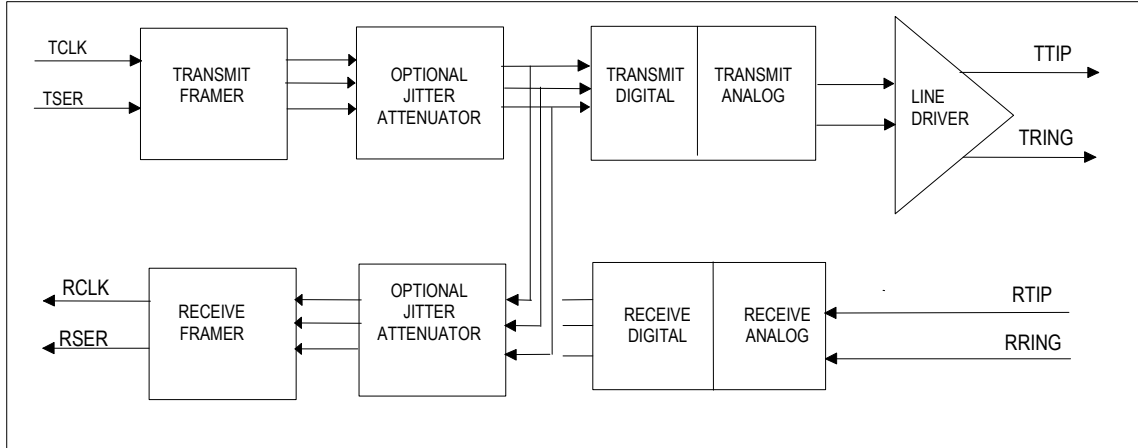 TCLK
TSER
TRANSMIT
FRAMER
OPTIONAL
JITTER
ATTENUATOR
TRANSMIT
DIGITAL
TRANSMIT
ANALOG
LINE
DRIVER
TTIP
TRING
RCLK
RSER
RECEIVE
FRAMER
OPTIONAL
JITTER
ATTENUATOR
RECEIVE
DIGITAL
RECEIVE
ANALOG
RTIP
RRING